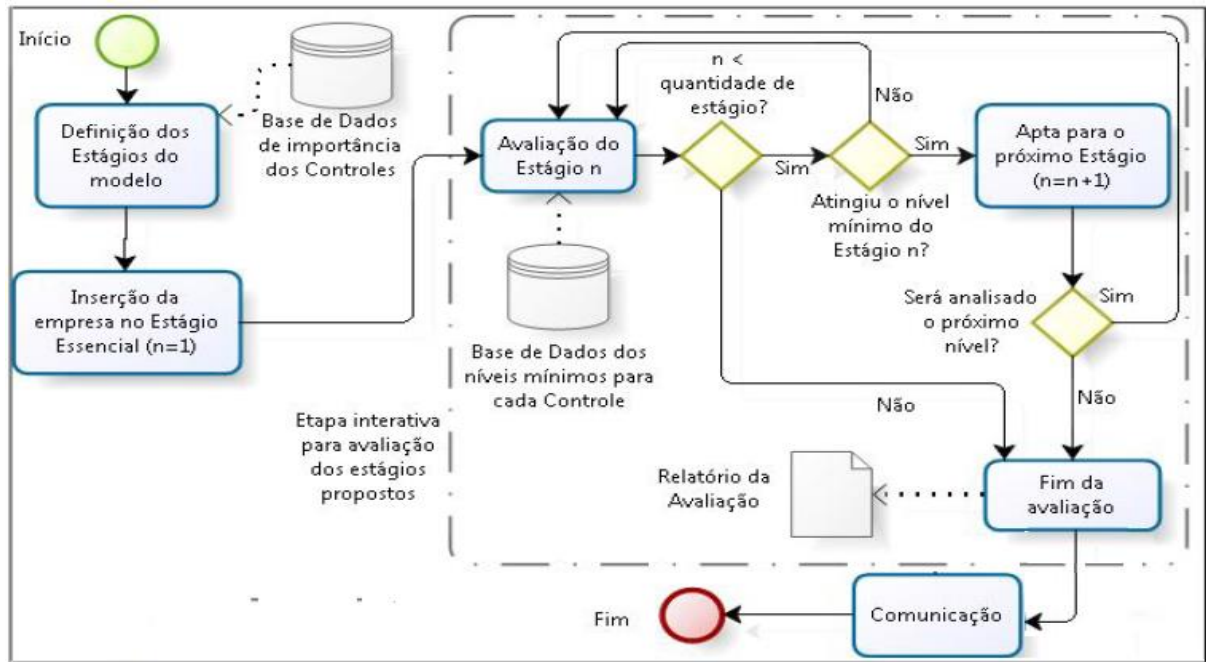 Início
Definição dos
Estágios do
modelo
Base de Dados
de importância
dos Controles
Inserção da
empresa no Estágio
Essencial (n=1)
Avaliação do
Estágio n
Base de Dados dos
níveis mínimos para
cada Controle
n <
quantidade de
estágio?
Sim
Não
Não
Atingiu o nível
mínimo do
Estágio n?
Sim
Apta para o
próximo Estágio
(n=n+1)
Será analisado
o próximo
nível?
Sim
Não
Etapa interativa
para avaliação
dos estágios
propostos
Relatório da
Avaliação
Fim da
avaliação
Comunicação
Fim